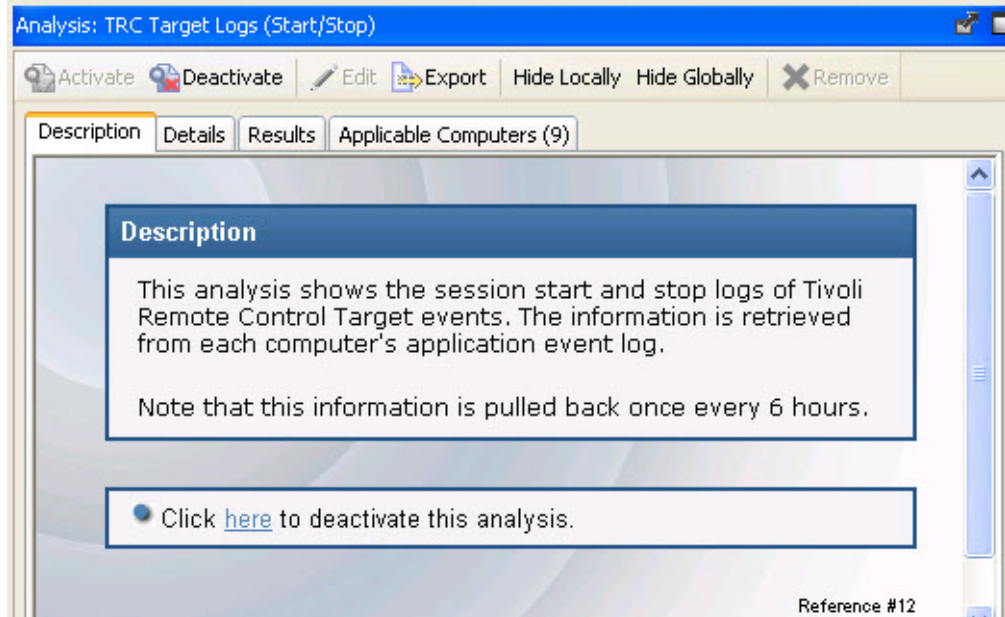 Analysis: TRC Target Logs (Start/Stop)
Activate Deactivate Edit Export Hide Locally Hide Globally Remove
Description Details Results Applicable Computers (9)
Description
This analysis shows the session start and stop logs of Tivoli
Remote Control Target events. The information is retrieved
from each computer's application event log.
Note that this information is pulled back once every 6 hours.
Click here to deactivate this analysis.
Reference #12